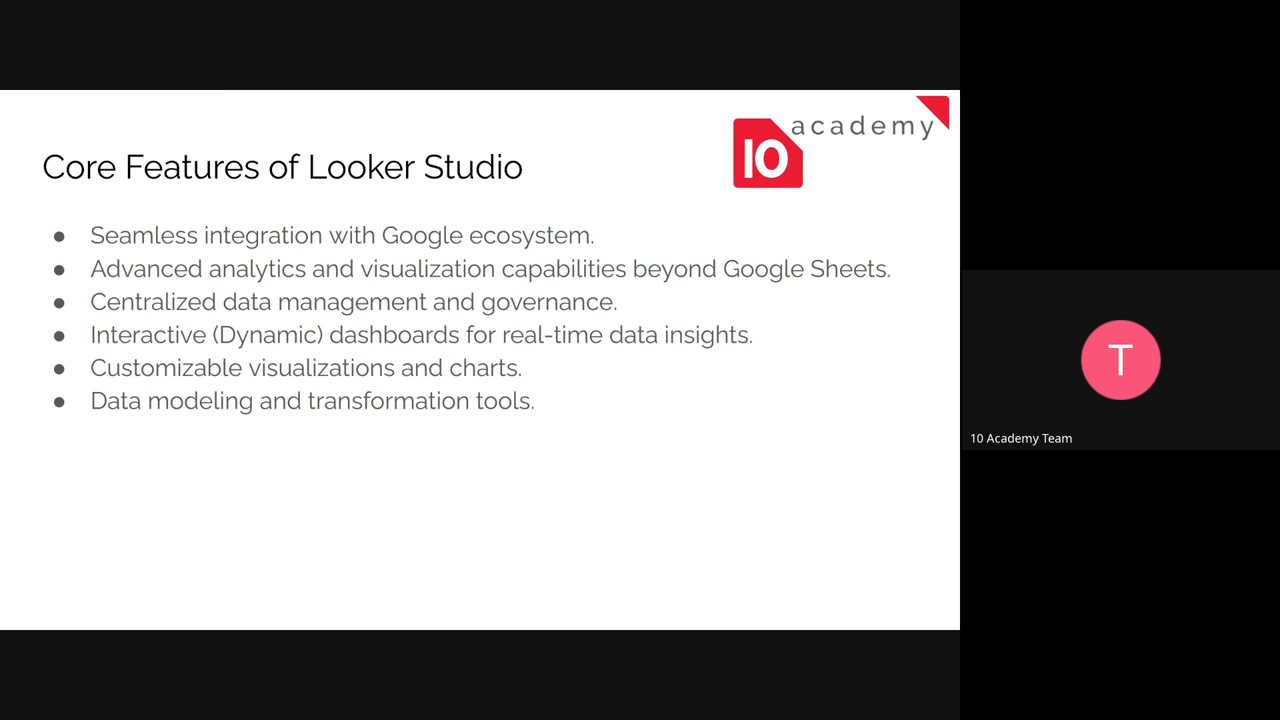 10 academy
Core Features of Looker Studio
● Seamless integration with Google ecosystem.
● Advanced analytics and visualization capabilities beyond Google Sheets.
● Centralized data management and governance.
● Interactive (Dynamic) dashboards for real-time data insights.
● Customizable visualizations and charts.
● Data modeling and transformation tools.
T
10 Academy Team